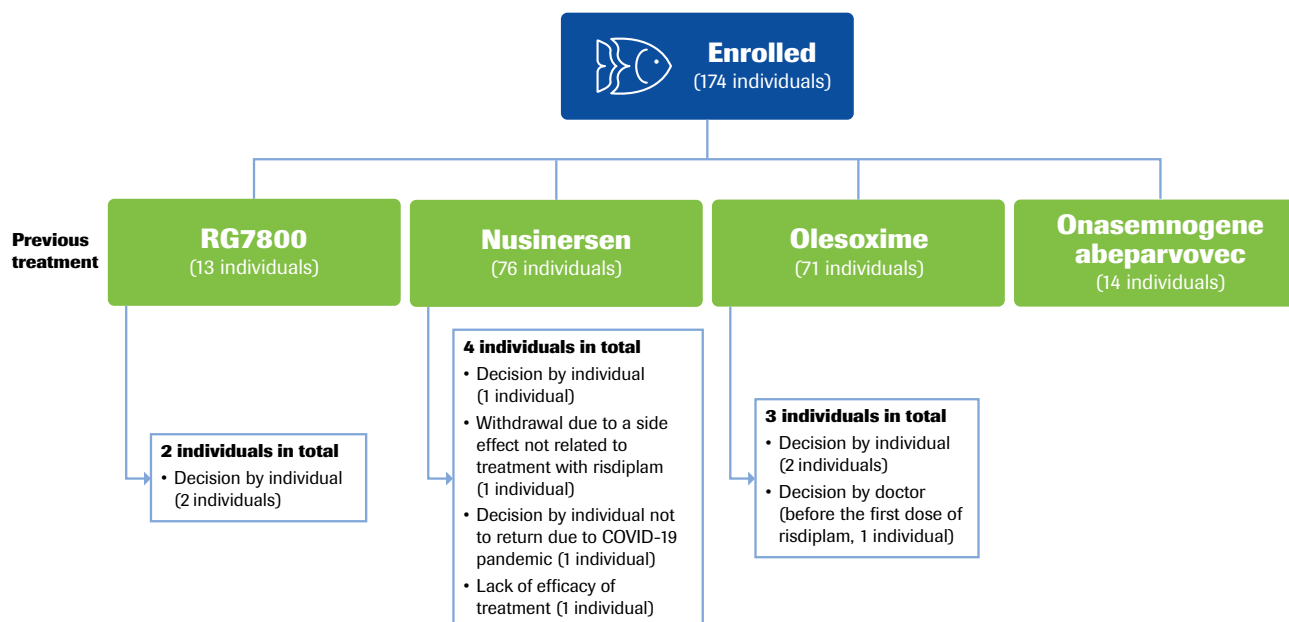 Enrolled
(174 individuals)
Previous
treatment
RG7800
(13 individuals)
Nusinersen
(76 individuals)
Olesoxime
(71 individuals)
Onasemnogene
abeparvovec
(14 individuals)
2 individuals in total
• Decision by individual
(2 individuals)
4 individuals in total
• Decision by individual
(1 individual)
• Withdrawal due to a side
effect not related to
treatment with risdiplam
(1 individual)
• Decision by individual not
to return due to COVID-19
pandemic (1 individual)
• Lack of efficacy of
treatment (1 individual)
3 individuals in total
• Decision by individual
(2 individuals)
• Decision by doctor
(before the first dose of
risdiplam, 1 individual)